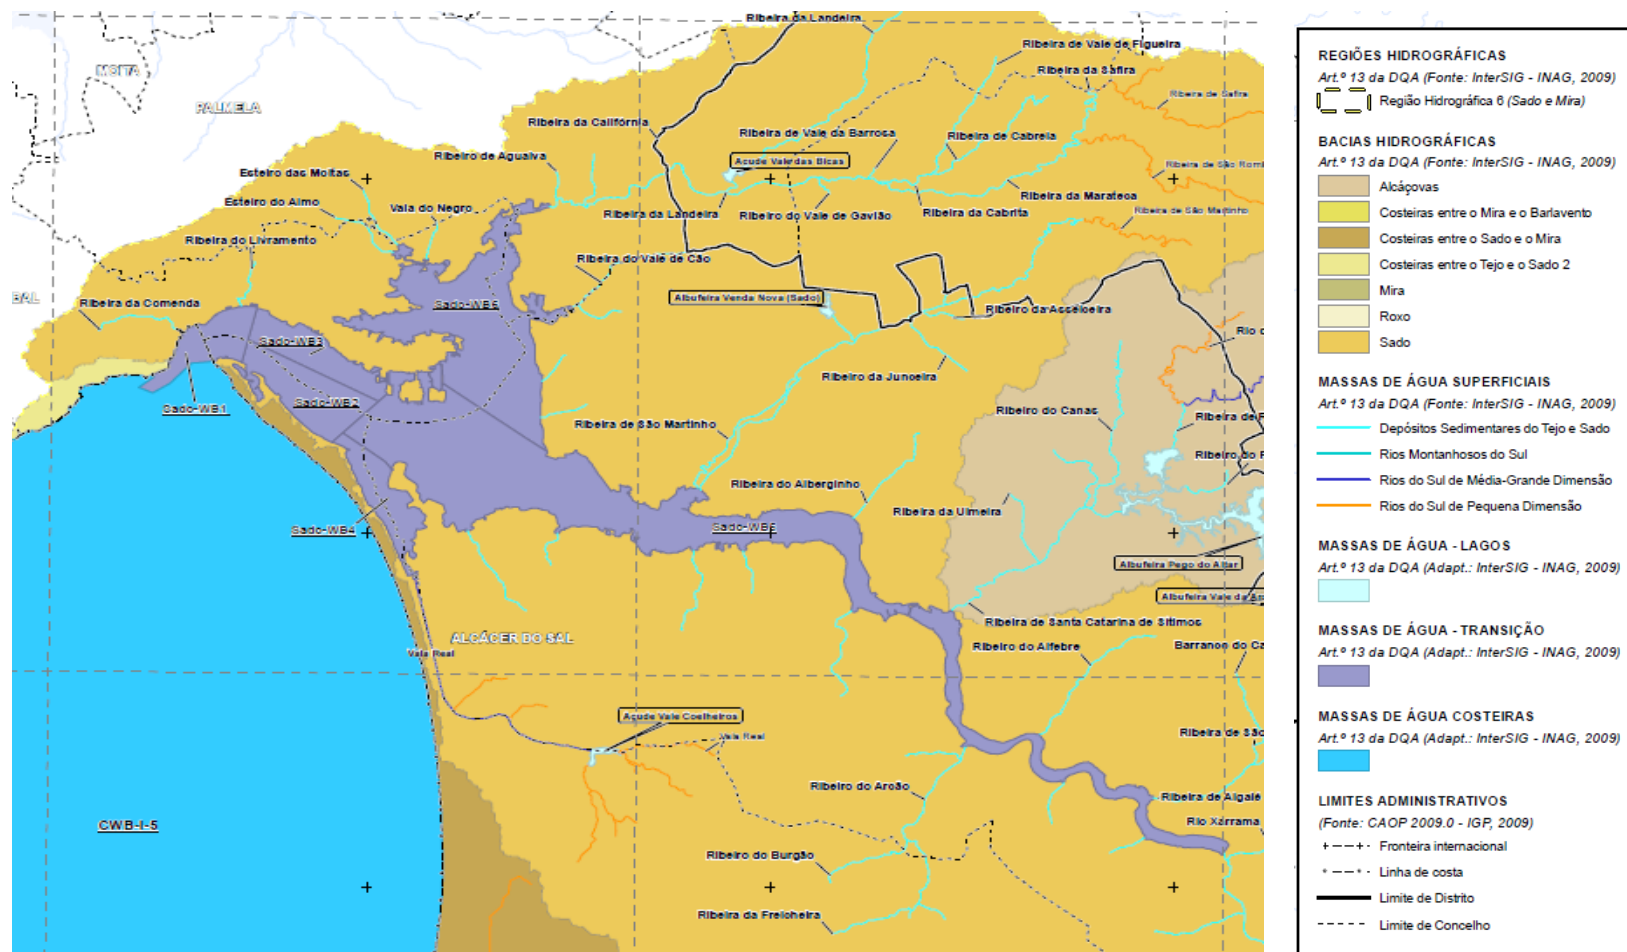 Ribeira da Landeira
Ribeira de Vale de Figueira
MOITA
Ribeira da Safira
PALMELA
Ribeira de Safira
Ribeira da Califórnia
Ribeira de Vale da Barrosa
Ribeira de Cabrela
Ribeiro de Agualva
Açude Vale das Bicas
Esteiro das Moitas
Ribeira da Marateca
Esteiro do Almo
Vala do Negro
Ribeira da Landeira
Ribeiro do Vale de Gavião
Ribeira da Cabrita
Ribeira de São Martinho
Ribeira do Livramento
Ribeira do Vale de Cão
BAL
Ribeira da Comenda
Sado-WB5
Albufeira Venda Nova (Sado)
Ribeiro da Asseiceira
Sado-WB3
Ribeiro da Junceira
Sado-WB1
Sado-WB2
Ribeiro do Canas
Ribeira de São Martinho
Ribeiro do Alberginho
Ribeira da Ulmeira
Sado-WB4
Sado-WB6
Albufeira Pego do Altar
Ribeira de Santa Catarina de Sítimos
ALCÁCER DO SAL
Vala Real
Ribeiro do Alfebre
Açude Vale Coelheiros
Vala Real
Ribeiro do Arcão
Ribeira de Algalé
Rio Xarrama
CWB-I-5
Ribeiro do Burgão
Ribeira da Freicheira
REGIÕES HIDROGRÁFICAS
Art.º 13 da DQA (Fonte: InterSIG - INAG, 2009)
Região Hidrográfica 6 (Sado e Mira)
BACIAS HIDROGRÁFICAS
Art.º 13 da DQA (Fonte: InterSIG - INAG, 2009)
Alcáçovas
Costeiras entre o Mira e o Barlavento
Costeiras entre o Sado e o Mira
Costeiras entre o Tejo e o Sado 2
Mira
Roxo
Sado
MASSAS DE ÁGUA SUPERFICIAIS
Art.º 13 da DQA (Fonte: InterSIG - INAG, 2009)
Depósitos Sedimentares do Tejo e Sado
Rios Montanhosos do Sul
Rios do Sul de Média-Grande Dimensão
Rios do Sul de Pequena Dimensão
MASSAS DE ÁGUA - LAGOS
Art.º 13 da DQA (Adapt.: InterSIG - INAG, 2009)
MASSAS DE ÁGUA - TRANSIÇÃO
Art.º 13 da DQA (Adapt.: InterSIG - INAG, 2009)
MASSAS DE ÁGUA COSTEIRAS
Art.º 13 da DQA (Adapt.: InterSIG - INAG, 2009)
LIMITES ADMINISTRATIVOS
(Fonte: CAOP 2009.0 - IGP, 2009)
Fronteira internacional
Linha de costa
Limite de Distrito
Limite de Concelho